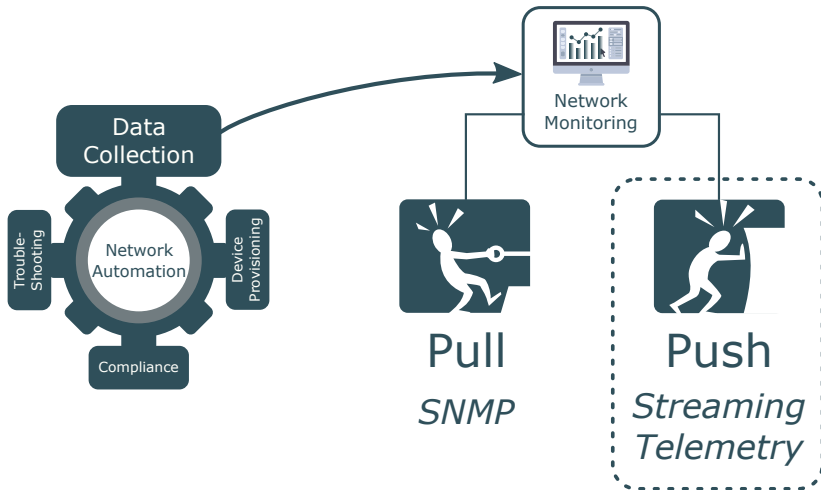 Network
Monitoring
Data
Collection
Trouble-
Shooting
Network
Automation
Device
Provisioning
Compliance
Pull
SNMP
Push
Streaming
Telemetry